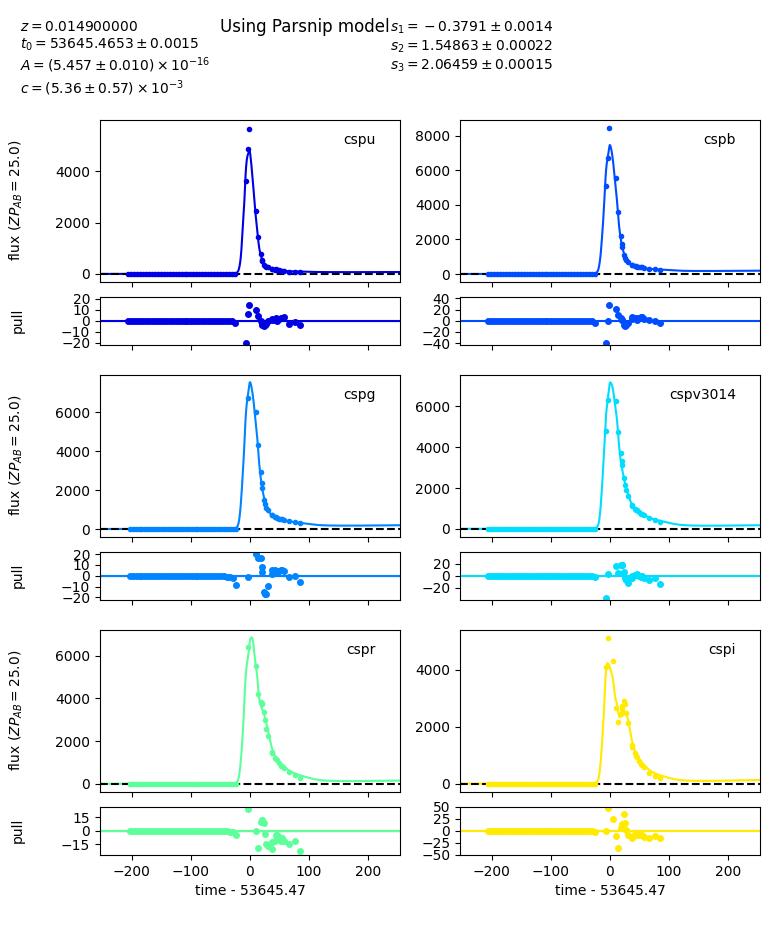 Using Parsnip model
z = 0.014900000
t₀ = 53645.4653 ± 0.0015
A = (5.457 ± 0.010) × 10⁻¹⁶
c = (5.36 ± 0.57) × 10⁻³
s₁ = −0.3791 ± 0.0014
s₂ = 1.54863 ± 0.00022
s₃ = 2.06459 ± 0.00015
flux (ZP_AB = 25.0)
4000
2000
0
cspu
8000
6000
4000
2000
0
cspb
pull
20
10
0
−10
−20
40
20
0
−20
−40
flux (ZP_AB = 25.0)
6000
4000
2000
0
cspg
6000
4000
2000
0
cspv3014
pull
20
10
0
−10
−20
20
0
−20
flux (ZP_AB = 25.0)
6000
4000
2000
0
cspr
4000
2000
0
cspi
pull
15
0
−15
50
25
0
−25
−50
−200 −100 0 100 200
−200 −100 0 100 200
time - 53645.47
time - 53645.47